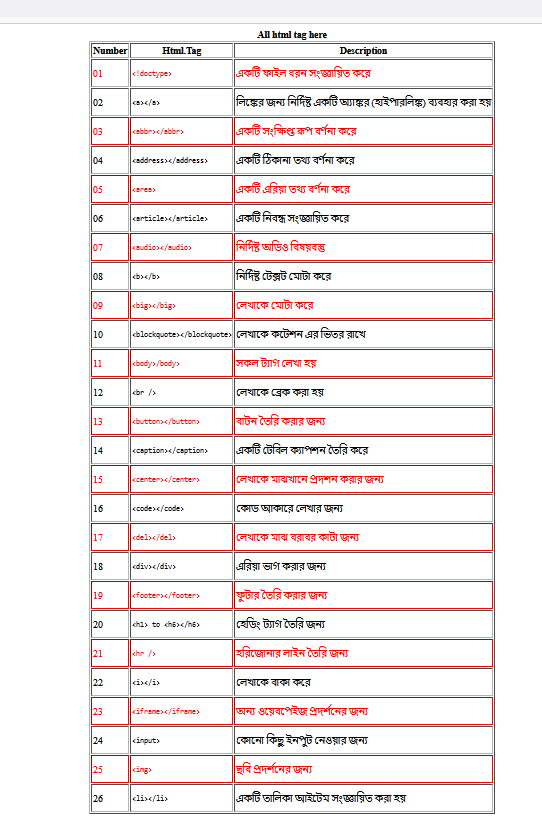 All html tag here
Number Html.Tag Description
01 <!doctype> একটি ফাইল ধরন সংজ্ঞায়িত করে
02 <a></a> লিঙ্কের জন্য নির্দিষ্ট একটি অ্যাঙ্কর (হাইপারলিঙ্ক) ব্যবহার করা হয়
03 <abbr></abbr> একটি সংক্ষিপ্ত রূপ বর্ণনা করে
04 <address></address> একটি ঠিকানা তথ্য বর্ণনা করে
05 <area> একটি এরিয়া তথ্য বর্ণনা করে
06 <article></article> একটি নিবন্ধ সংজ্ঞায়িত করে
07 <audio></audio> নির্দিষ্ট অডিও বিষয়বস্তু
08 <b></b> নির্দিষ্ট টেক্সট মোটা করে
09 <big></big> লেখাকে মোটা করে
10 <blockquote></blockquote> লেখাকে কটেশন এর ভিতর রাখে
11 <body>/body> সকল ট্যাগ লেখা হয়
12 <br /> লেখাকে ব্রেক করা হয়
13 <button></button> বাটন তৈরি করার জন্য
14 <caption></caption> একটি টেবিল ক্যাপশন তৈরি করে
15 <center></center> লেখাকে মাঝখানে প্রদশন করার জন্য
16 <code></code> কোড আকারে লেখার জন্য
17 <del></del> লেখাকে মাঝ বরাবর কাটা জন্য
18 <div></div> এরিয়া ভাগ করার জন্য
19 <footer></footer> ফুটার তৈরি করার জন্য
20 <h1> to <h6></h6> হেডিং ট্যাগ তৈরি জন্য
21 <hr /> হরিজোনার লাইন তৈরি জন্য
22 <i></i> লেখাকে বাকা করে
23 <iframe></iframe> অন্য ওয়েবপেইজ প্রদর্শনের জন্য
24 <input> কোনো কিছু ইনপুট নেওয়ার জন্য
25 <img> ছবি প্রদর্শনের জন্য
26 <li></li> একটি তালিকা আইটেম সংজ্ঞায়িত করা হয়